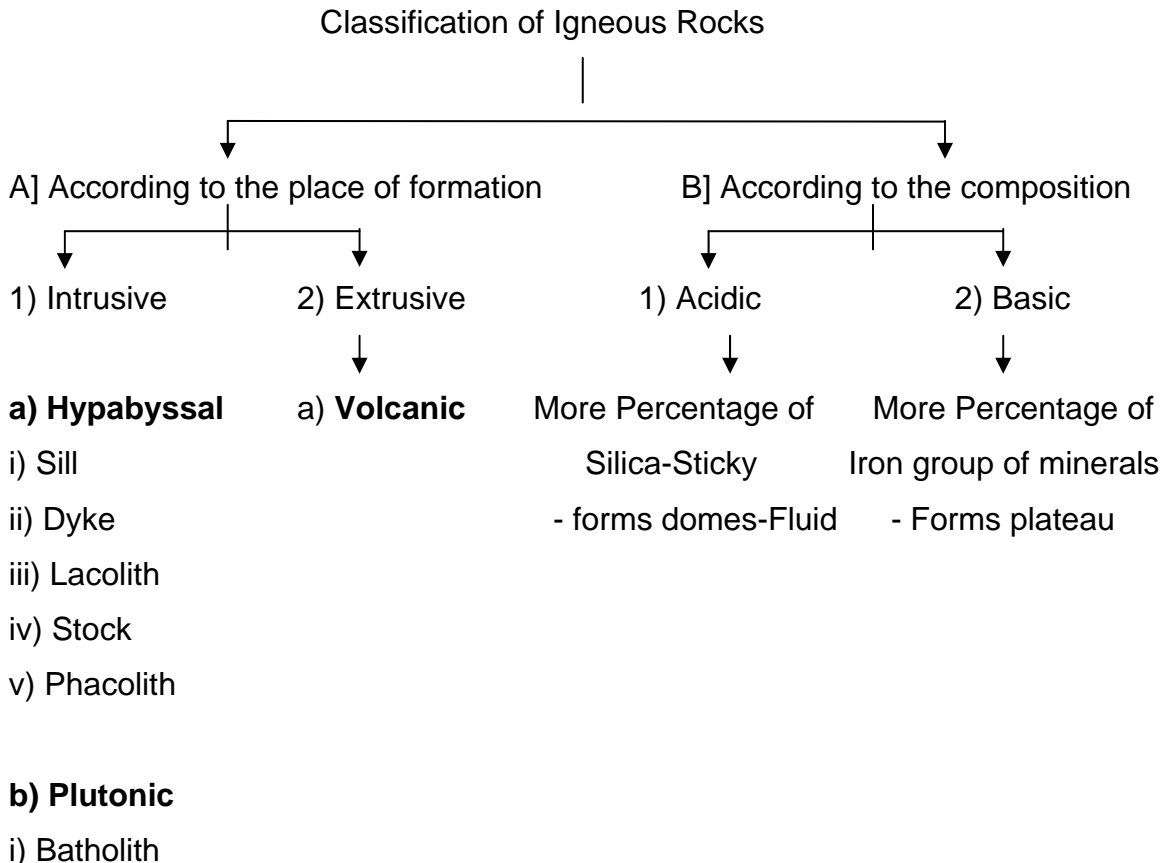 Classification of Igneous Rocks
A] According to the place of formation B] According to the composition
1) Intrusive 2) Extrusive 1) Acidic 2) Basic
a) Hypabyssal a) Volcanic More Percentage of More Percentage of
i) Sill Silica-Sticky Iron group of minerals
ii) Dyke - forms domes-Fluid - Forms plateau
iii) Lacolith
iv) Stock
v) Phacolith
b) Plutonic
i) Batholith